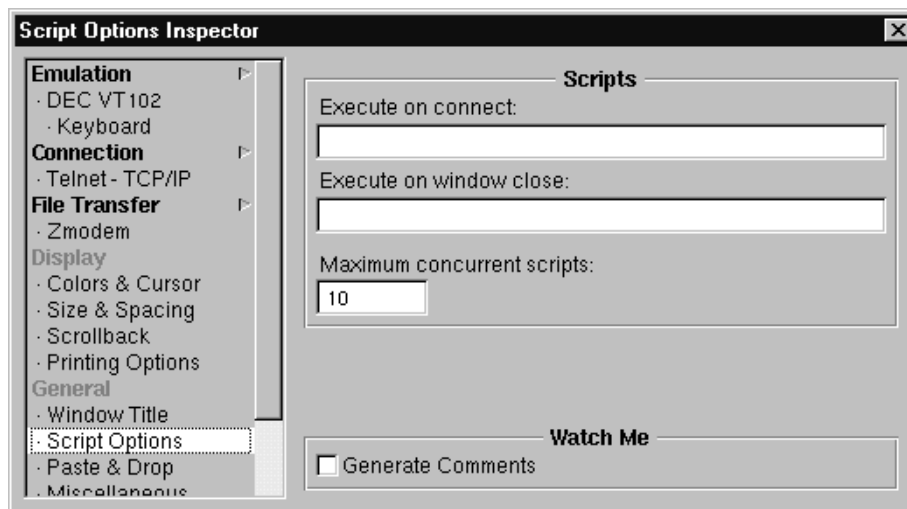 Script Options Inspector
Emulation
· DEC VT102
· Keyboard
Connection
· Telnet - TCP/IP
File Transfer
· Zmodem
Display
· Colors & Cursor
· Size & Spacing
· Scrollback
· Printing Options
General
· Window Title
· Script Options
· Paste & Drop
· Miscellaneous
Scripts
Execute on connect:
Execute on window close:
Maximum concurrent scripts:
10
Watch Me
Generate Comments